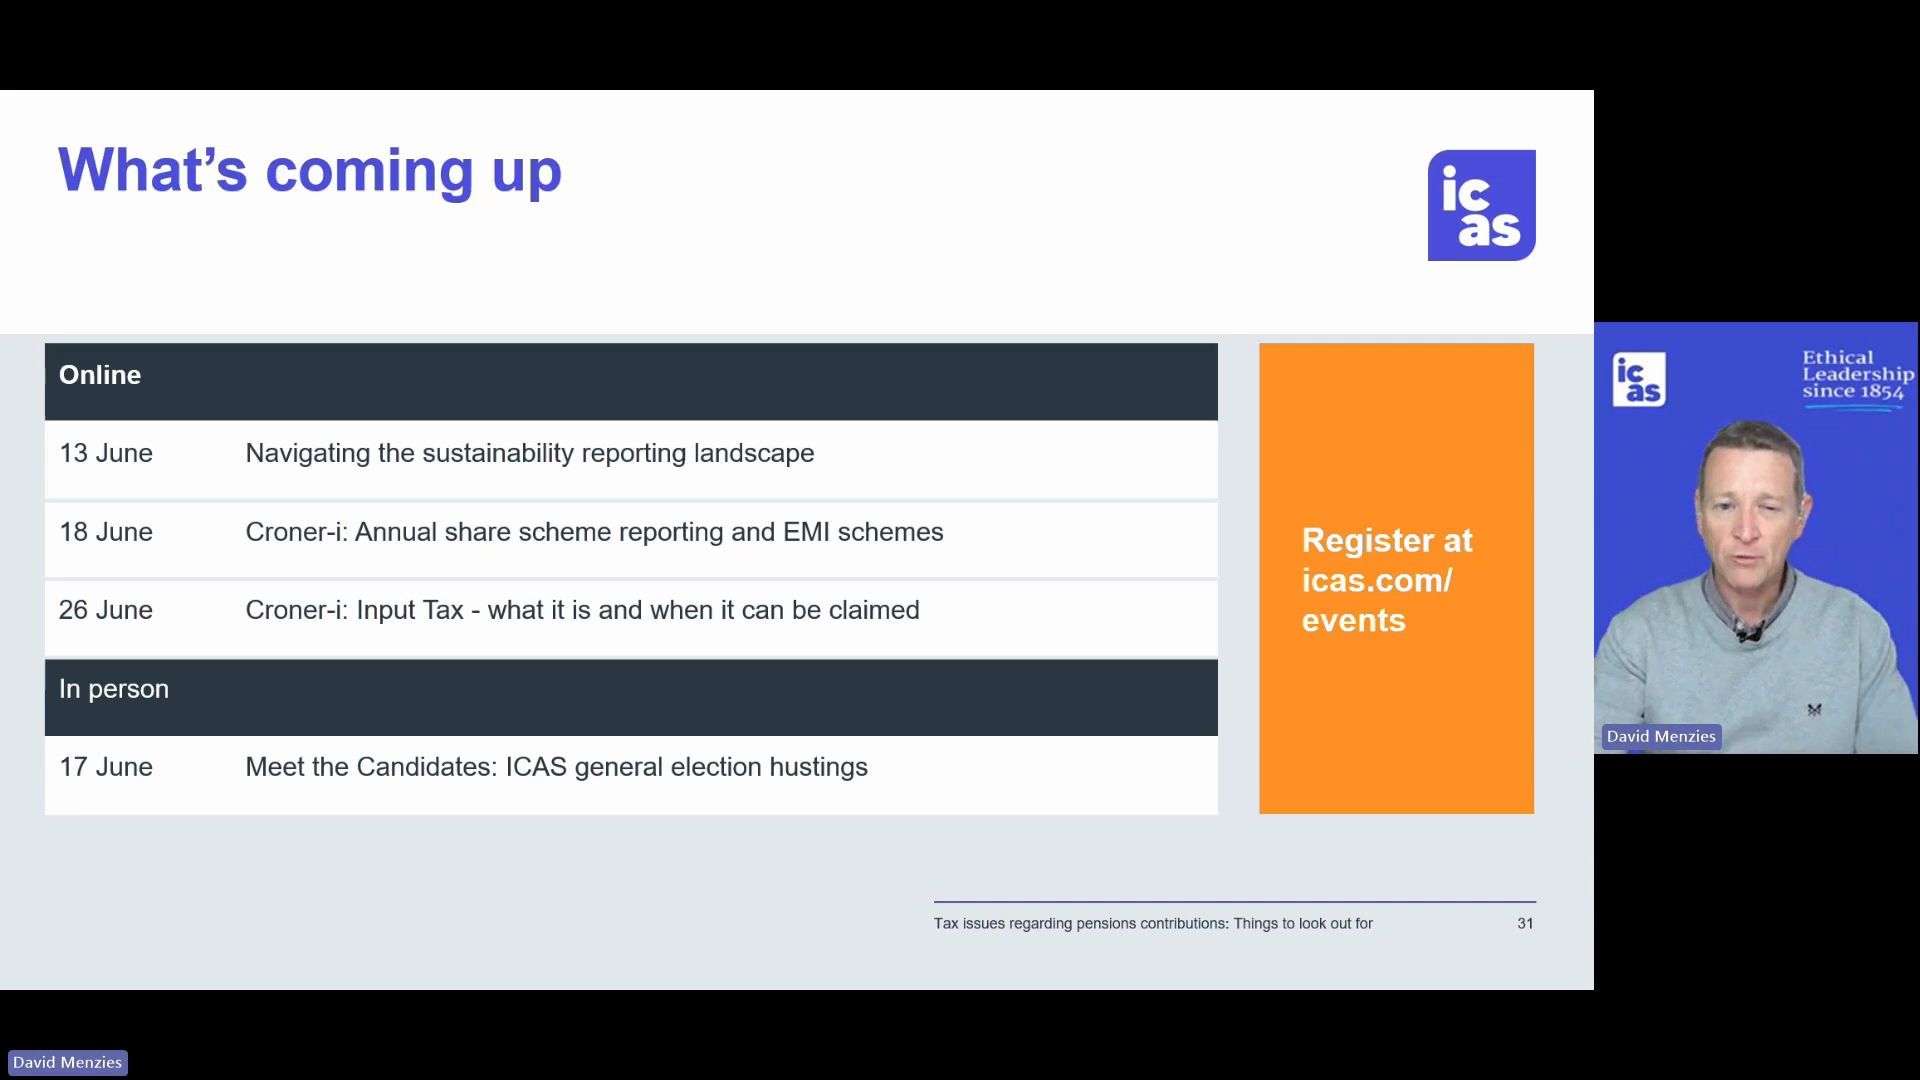 What's coming up
ic
as
Online
13 June Navigating the sustainability reporting landscape
18 June Croner-i: Annual share scheme reporting and EMI schemes
26 June Croner-i: Input Tax - what it is and when it can be claimed
In person
17 June Meet the Candidates: ICAS general election hustings
Register at
icas.com/
events
Tax issues regarding pensions contributions: Things to look out for 31
ic
as
Ethical
Leadership
since 1854
David Menzies
David Menzies